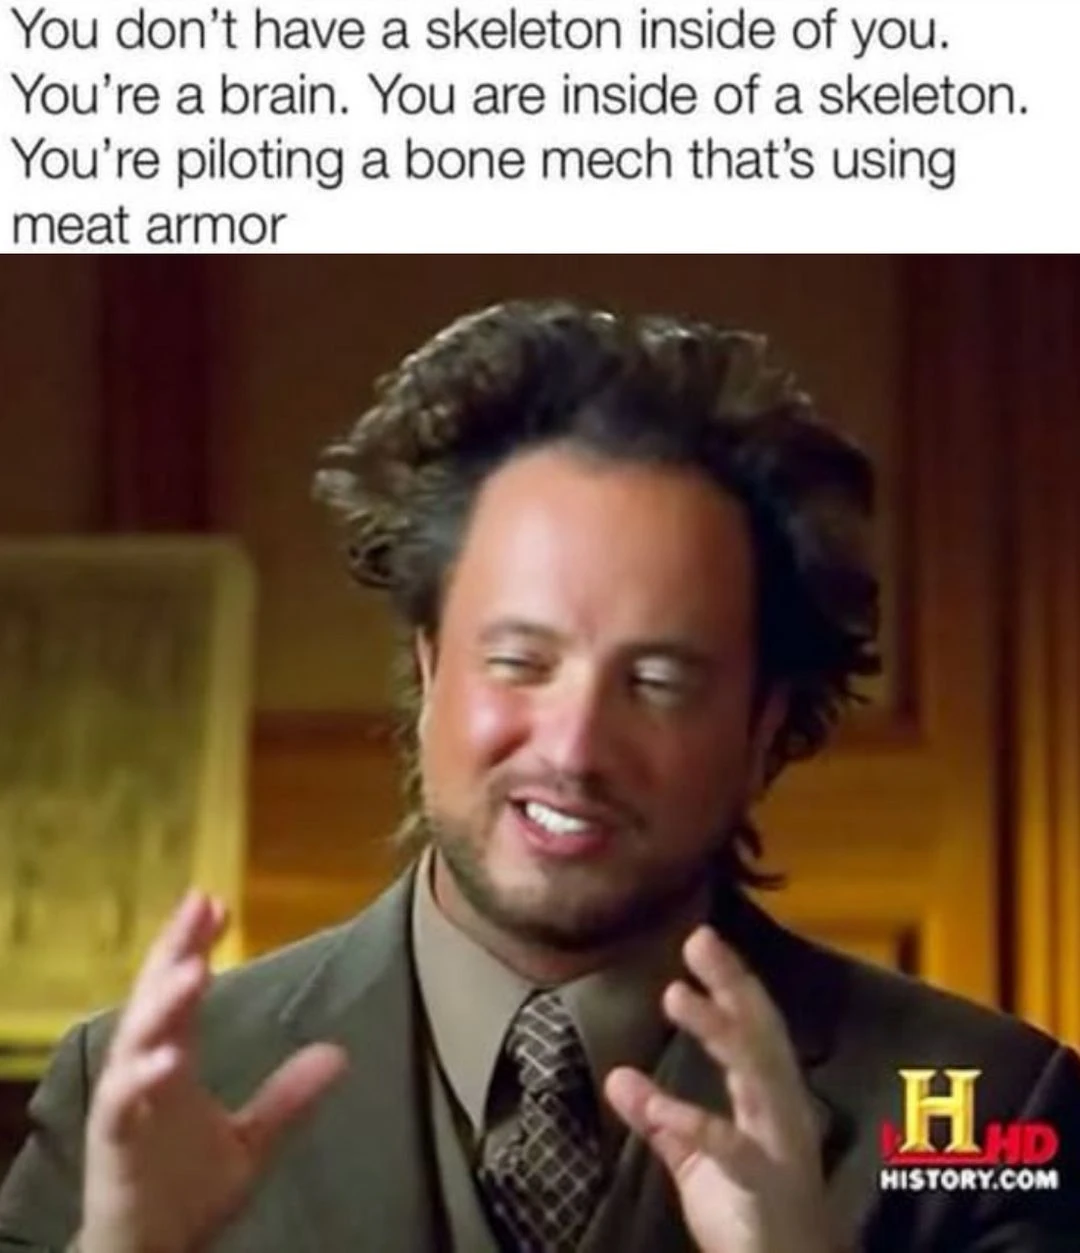 You don't have a skeleton inside of you.
You're a brain. You are inside of a skeleton.
You're piloting a bone mech that's using
meat armor
H HD
HISTORY.COM